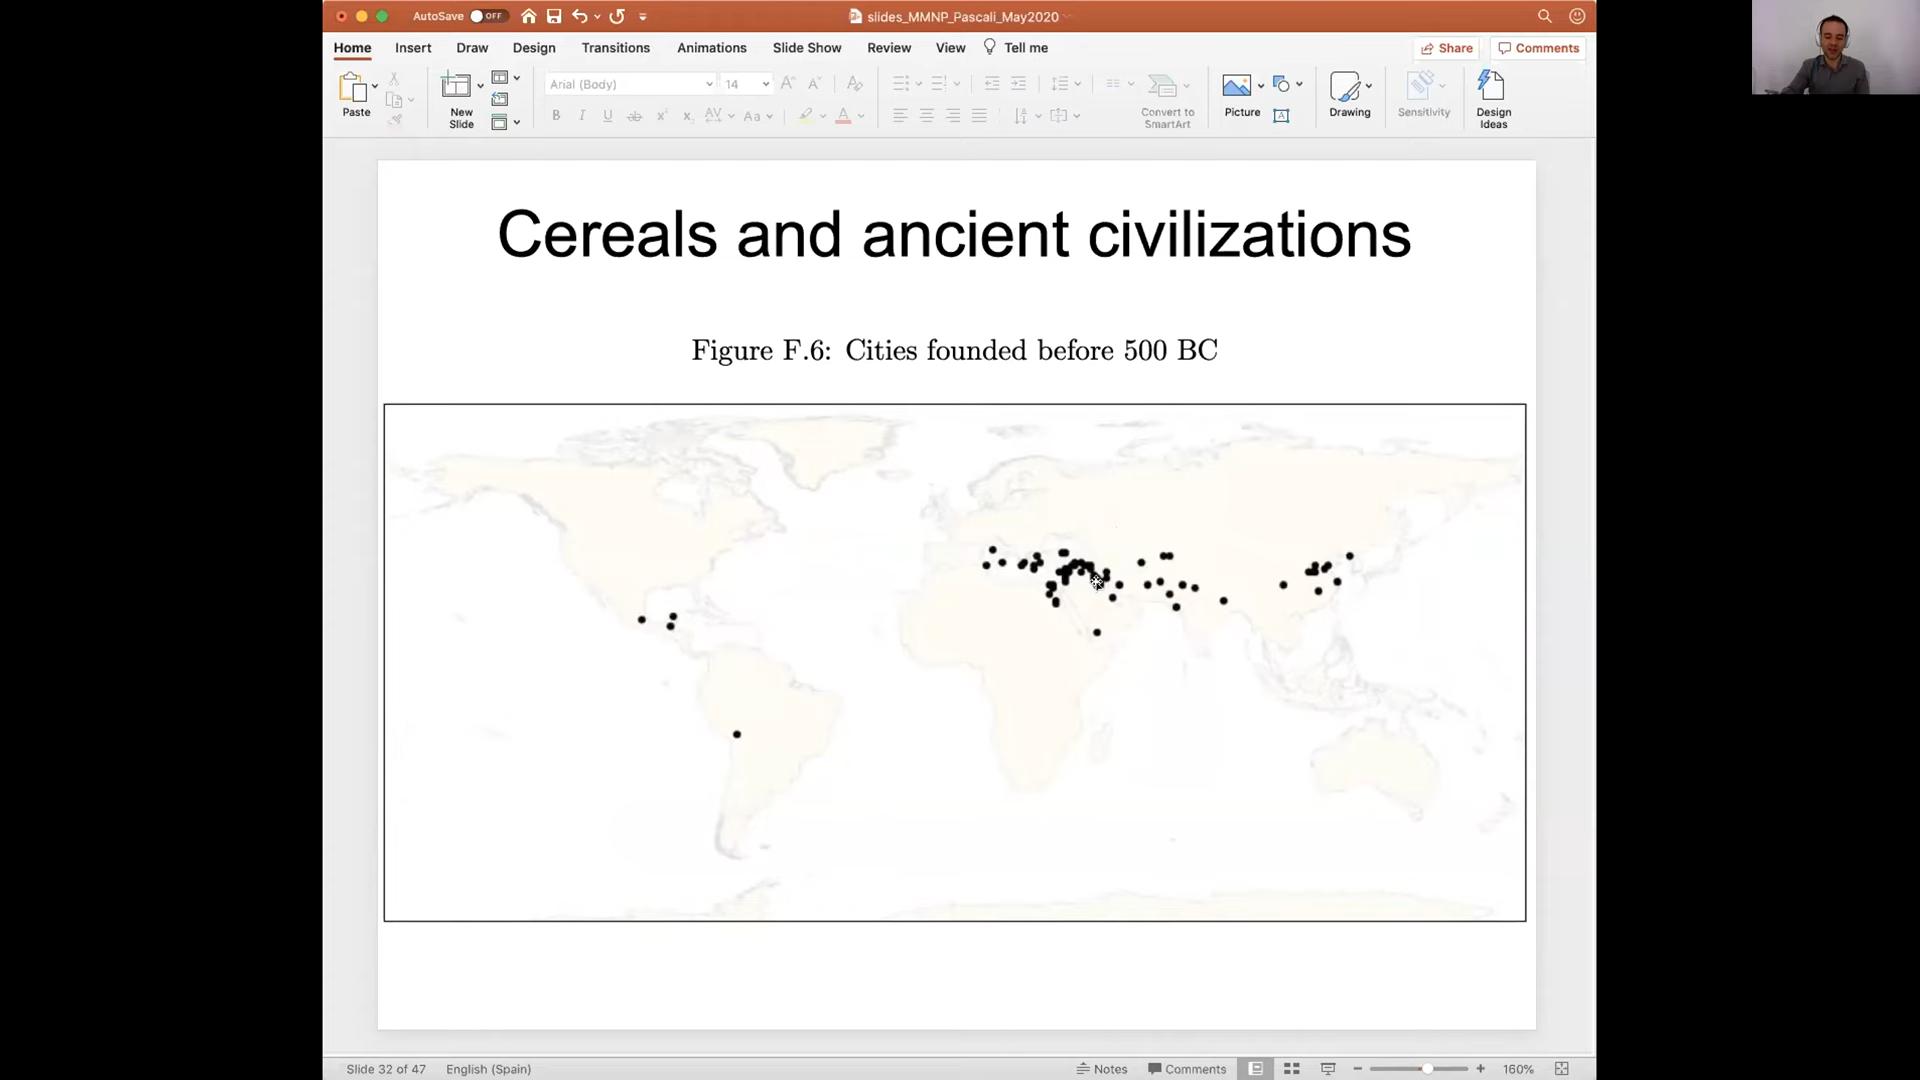 AutoSave OFF
slides_MMNP_Pascali_May2020
Home Insert Draw Design Transitions Animations Slide Show Review View Tell me
Share Comments
Paste
New Slide
Arial (Body) 14
Convert to SmartArt
Picture
Drawing
Sensitivity
Design Ideas
Cereals and ancient civilizations
Figure F.6: Cities founded before 500 BC
Slide 32 of 47 English (Spain) Notes Comments 160%